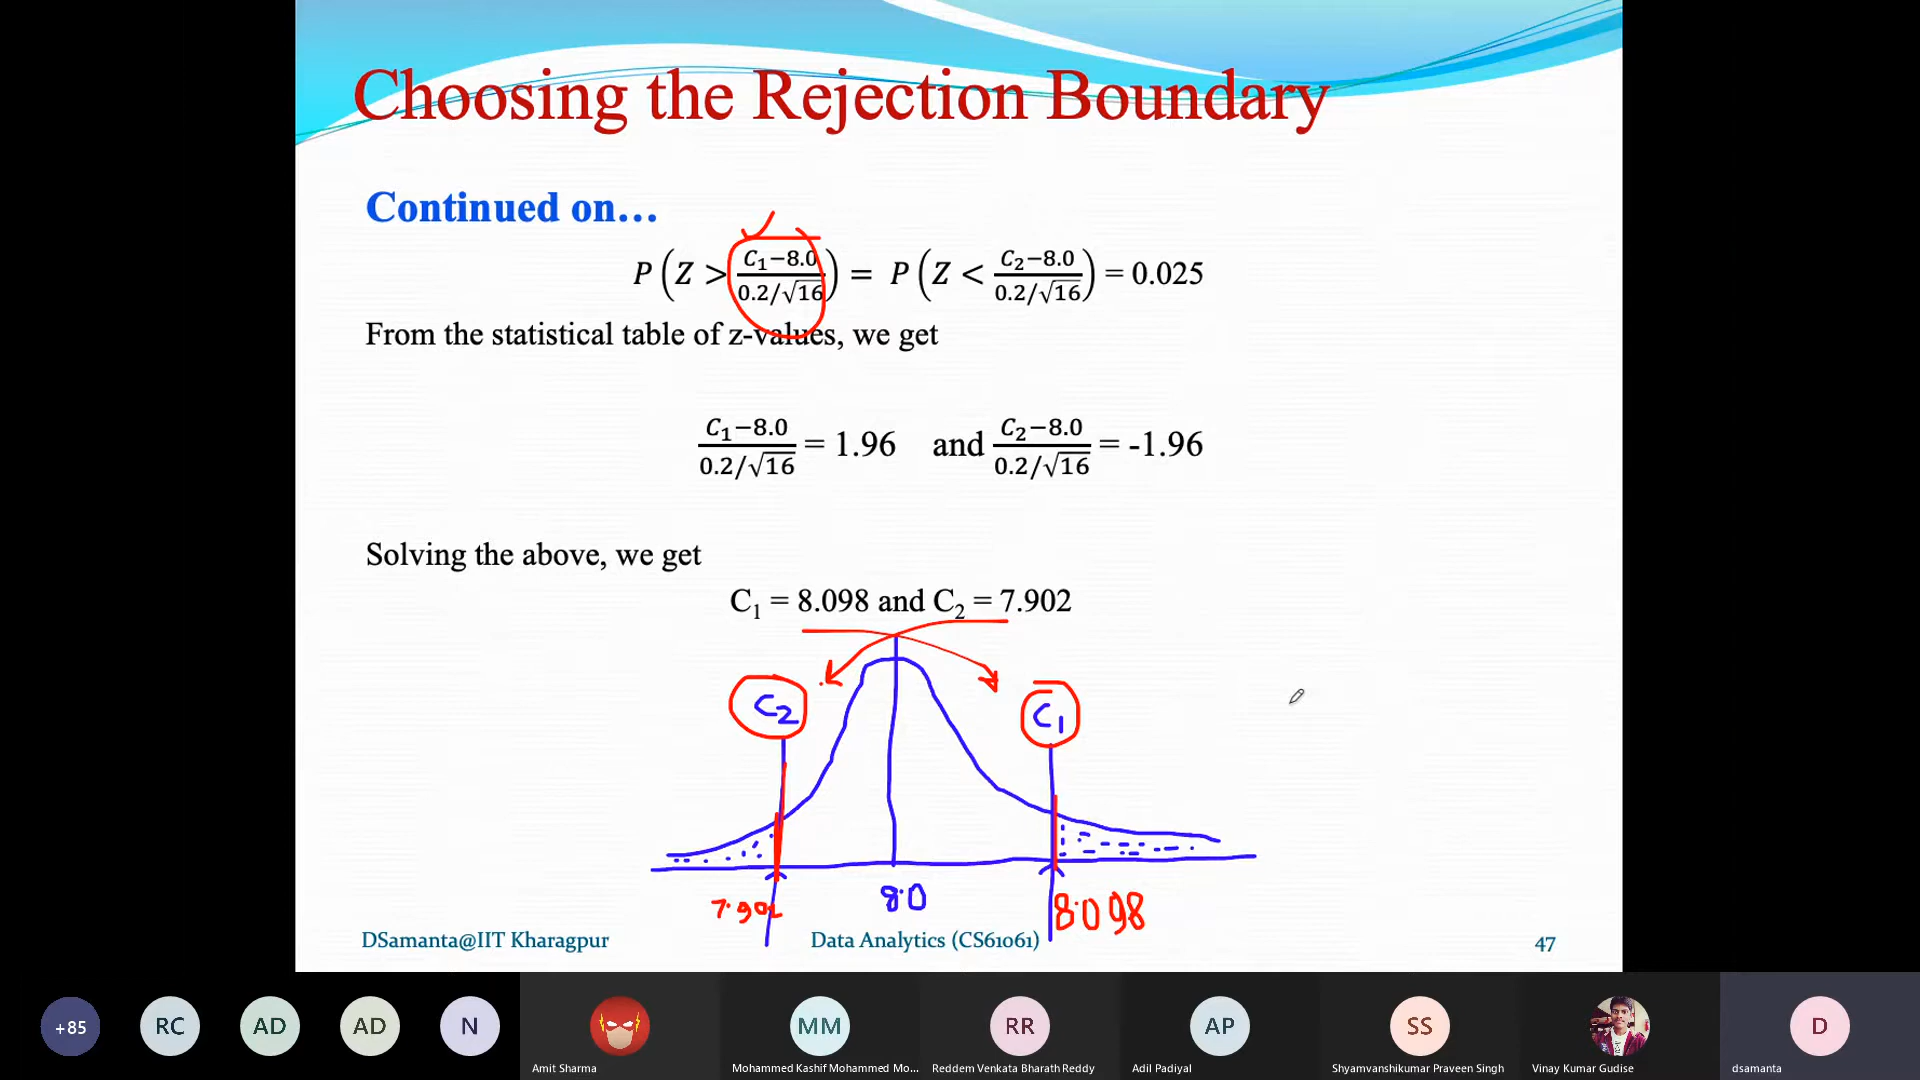 Choosing the Rejection Boundary
Continued on…
P(Z > (C₁−8.0)/(0.2/√16)) = P(Z < (C₂−8.0)/(0.2/√16)) = 0.025
From the statistical table of z-values, we get
(C₁−8.0)/(0.2/√16) = 1.96 and (C₂−8.0)/(0.2/√16) = -1.96
Solving the above, we get
C₁ = 8.098 and C₂ = 7.902
C₂ C₁
7.902 8.0 8.098
DSamanta@IIT Kharagpur Data Analytics (CS61061) 47
+85 RC AD AD N MM RR AP SS D
Amit Sharma Mohammed Kashif Mohammed Mo... Reddem Venkata Bharath Reddy Adil Padiyal Shyamvanshikumar Praveen Singh Vinay Kumar Gudise dsamanta